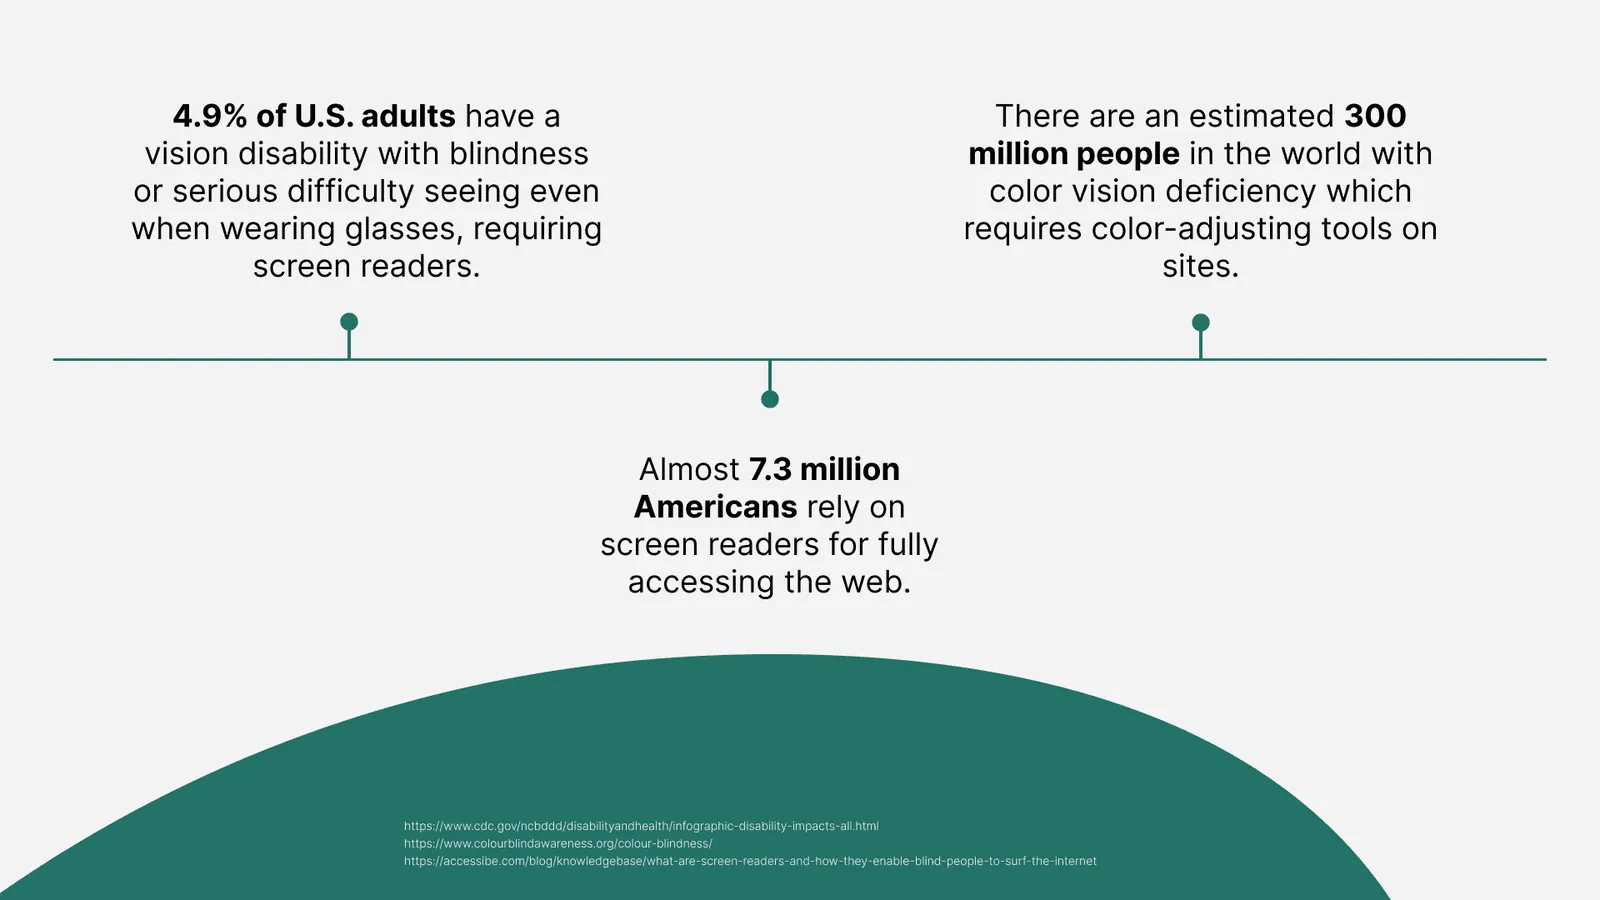 4.9% of U.S. adults have a
vision disability with blindness
or serious difficulty seeing even
when wearing glasses, requiring
screen readers.
There are an estimated 300
million people in the world with
color vision deficiency which
requires color-adjusting tools on
sites.
Almost 7.3 million
Americans rely on
screen readers for fully
accessing the web.
https://www.cdc.gov/ncbddd/disabilityandhealth/infographic-disability-impacts-all.html
https://www.colourblindawareness.org/colour-blindness/
https://accessibe.com/blog/knowledgebase/what-are-screen-readers-and-how-they-enable-blind-people-to-surf-the-internet